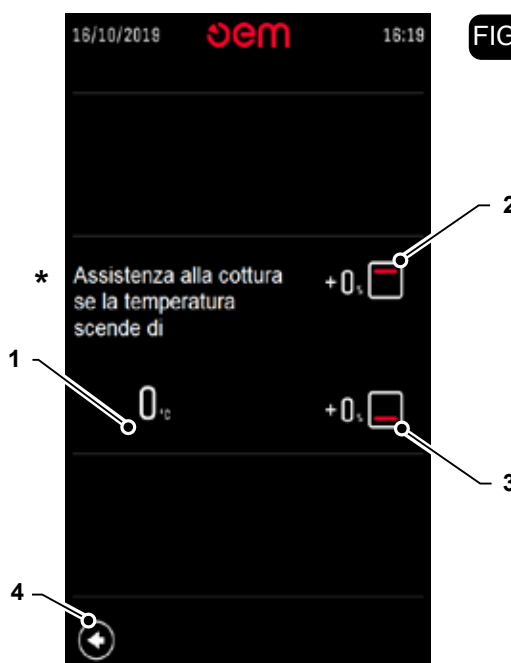 16/10/2019 oem 16:19
FIG
2
* Assistenza alla cottura
se la temperatura
scende di
+0%
1
0°C
+0%
3
4